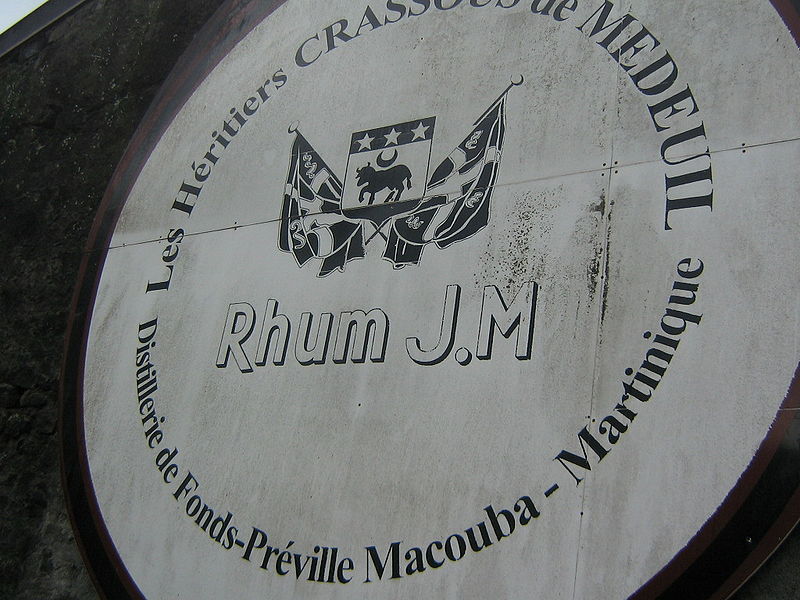 Les Héritiers CRASSOUS de MEDEUIL
Rhum J.M
Distillerie de Fonds-Préville Macouba - Martinique